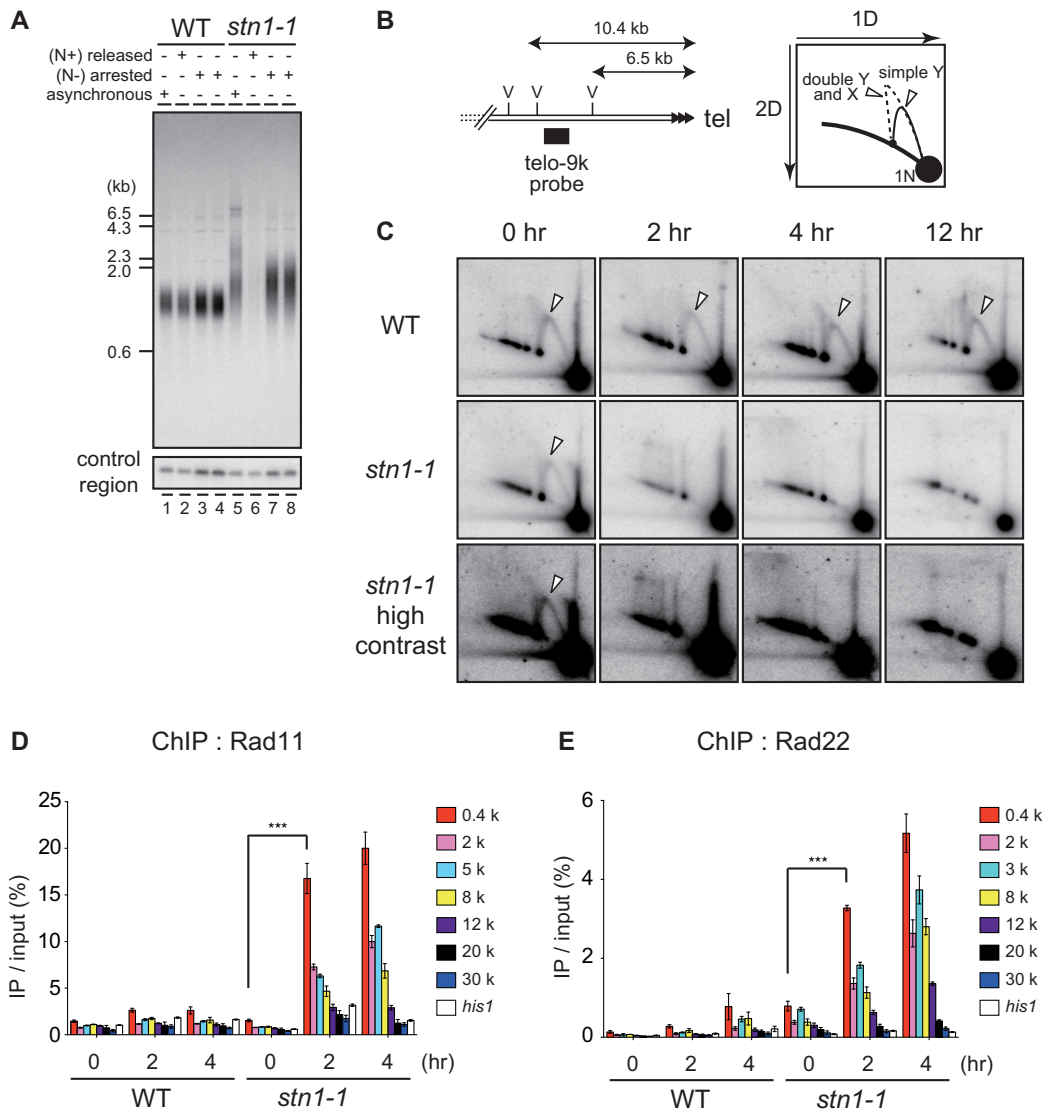 A
WT stn1-1
(N+) released - + - - - + - -
(N-) arrested - - + + - - + +
asynchronous + - - - + - - -
(kb)
6.5
4.3
2.3
2.0
0.6
control
region
1 2 3 4 5 6 7 8
B
10.4 kb
6.5 kb
V V V
tel
telo-9k
probe
1D
2D
double Y
and X
simple Y
1N
C
0 hr 2 hr 4 hr 12 hr
WT
stn1-1
stn1-1
high
contrast
D
ChIP : Rad11
IP / input (%)
25
20
15
10
5
0
***
0.4 k
2 k
5 k
8 k
12 k
20 k
30 k
his1
0 2 4 0 2 4 (hr)
WT stn1-1
E
ChIP : Rad22
IP / input (%)
6
4
2
0
***
0.4 k
2 k
3 k
8 k
12 k
20 k
30 k
his1
0 2 4 0 2 4 (hr)
WT stn1-1